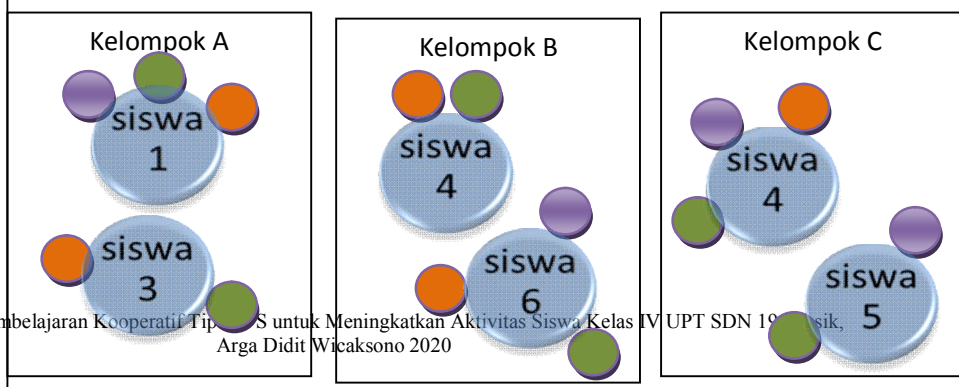 Kelompok A
siswa
1
siswa
3
Kelompok B
siswa
4
siswa
6
Kelompok C
siswa
4
siswa
5
Kooperatif untuk Meningkatkan Aktivitas Siswa Kelas IV UPT SDN
Arga Didit Wicaksono 2020